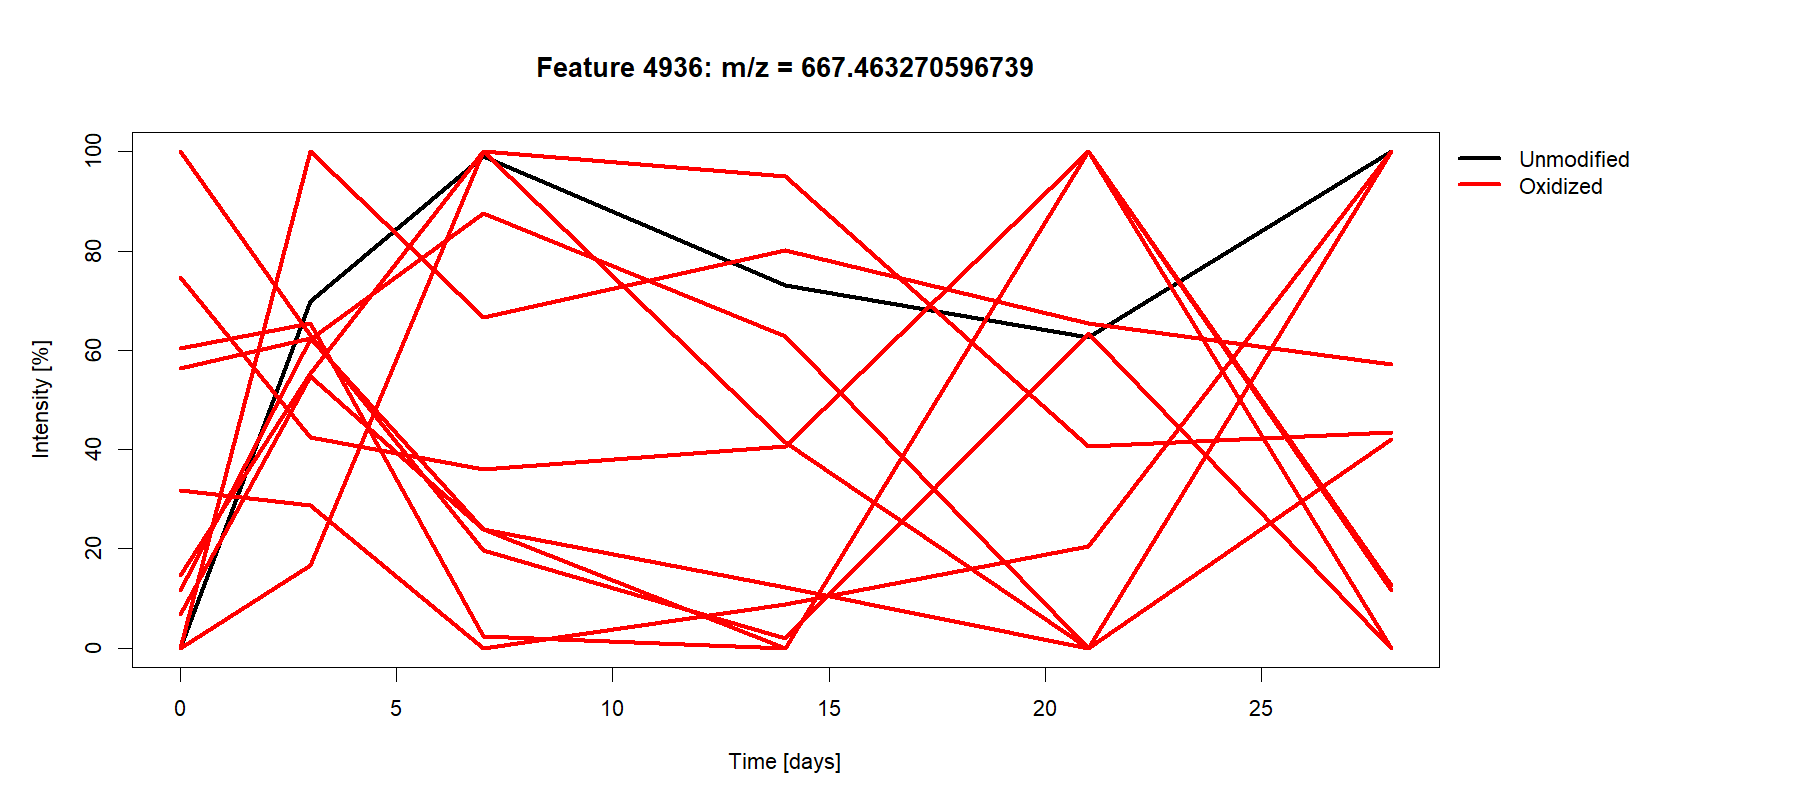 Feature 4936: m/z = 667.463270596739
Unmodified
Oxidized
Intensity [%]
100
80
60
40
20
0
0 5 10 15 20 25
Time [days]